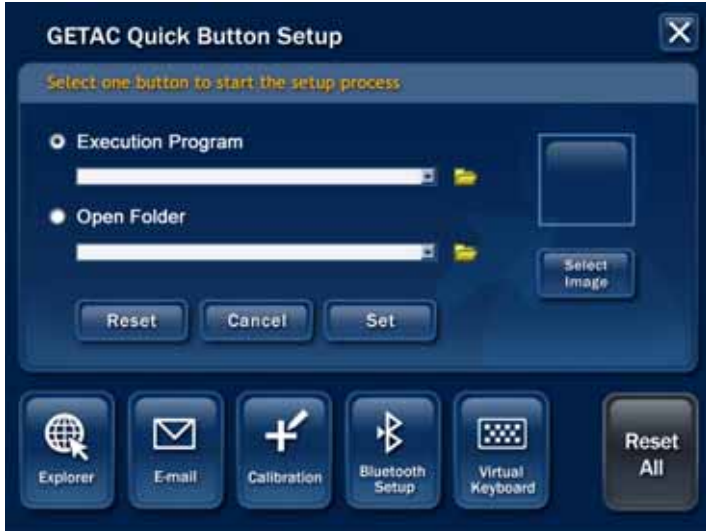 GETAC Quick Button Setup
Select one button to start the setup process
Execution Program
Open Folder
Select
Image
Reset
Cancel
Set
Explorer
E-mail
Calibration
Bluetooth
Setup
Virtual
Keyboard
Reset
All